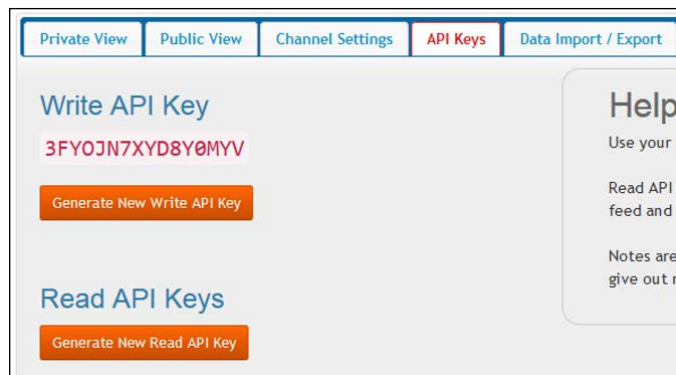 Private View Public View Channel Settings API Keys Data Import / Export
Write API Key
3FYOJN7XYD8Y0MYV
Generate New Write API Key
Read API Keys
Generate New Read API Key
Help
Use your
Read API
feed and
Notes are
give out